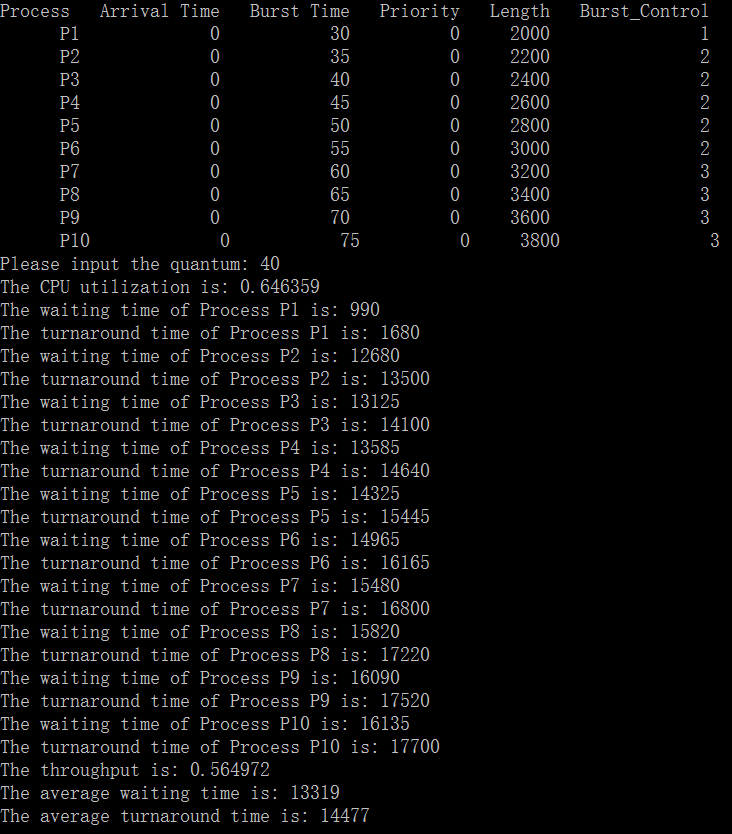 Process   Arrival Time   Burst Time   Priority   Length   Burst_Control
      P1             0           30          0     2000               1
      P2             0           35          0     2200               2
      P3             0           40          0     2400               2
      P4             0           45          0     2600               2
      P5             0           50          0     2800               2
      P6             0           55          0     3000               2
      P7             0           60          0     3200               3
      P8             0           65          0     3400               3
      P9             0           70          0     3600               3
      P10             0           75          0     3800               3
Please input the quantum: 40
The CPU utilization is: 0.646359
The waiting time of Process P1 is: 990
The turnaround time of Process P1 is: 1680
The waiting time of Process P2 is: 12680
The turnaround time of Process P2 is: 13500
The waiting time of Process P3 is: 13125
The turnaround time of Process P3 is: 14100
The waiting time of Process P4 is: 13585
The turnaround time of Process P4 is: 14640
The waiting time of Process P5 is: 14325
The turnaround time of Process P5 is: 15445
The waiting time of Process P6 is: 14965
The turnaround time of Process P6 is: 16165
The waiting time of Process P7 is: 15480
The turnaround time of Process P7 is: 16800
The waiting time of Process P8 is: 15820
The turnaround time of Process P8 is: 17220
The waiting time of Process P9 is: 16090
The turnaround time of Process P9 is: 17520
The waiting time of Process P10 is: 16135
The turnaround time of Process P10 is: 17700
The throughput is: 0.564972
The average waiting time is: 13319
The average turnaround time is: 14477